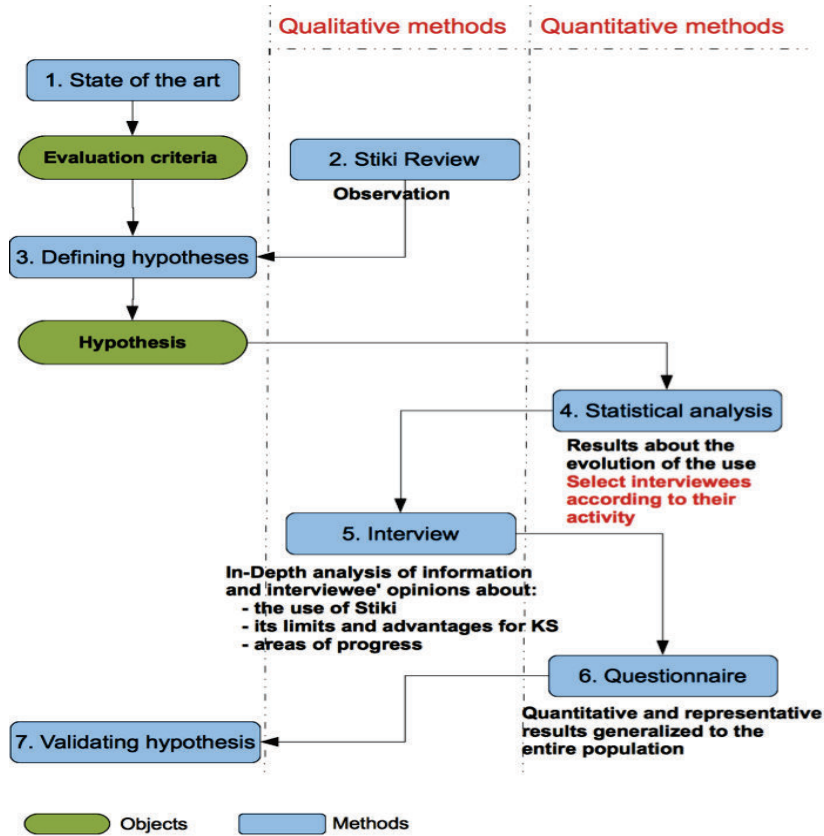 Qualitative methods
Quantitative methods
1. State of the art
Evaluation criteria
2. Stiki Review
Observation
3. Defining hypotheses
Hypothesis
4. Statistical analysis
Results about the
evolution of the use
Select interviewees
according to their
activity
5. Interview
In-Depth analysis of information
and interviewee' opinions about:
- the use of Stiki
- its limits and advantages for KS
- areas of progress
6. Questionnaire
Quantitative and representative
results generalized to the
entire population
7. Validating hypothesis
Objects
Methods